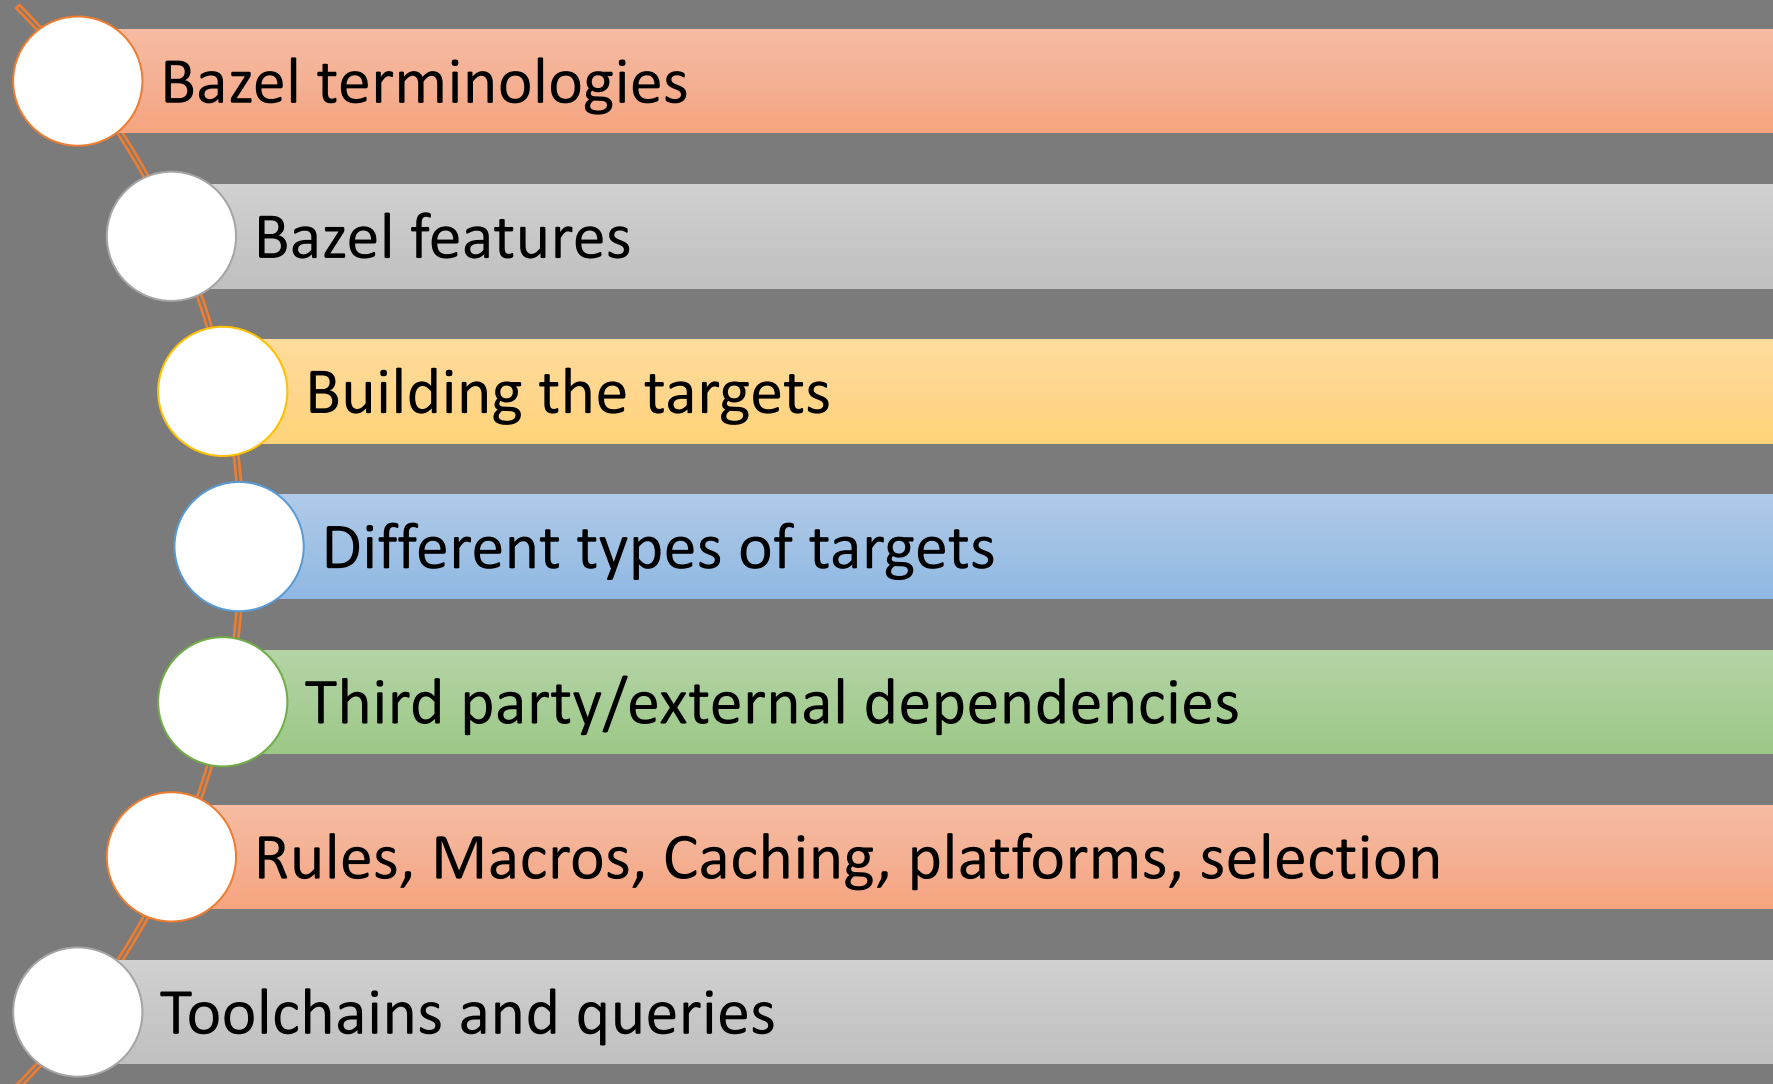 Bazel terminologies
Bazel features
Building the targets
Different types of targets
Third party/external dependencies
Rules, Macros, Caching, platforms, selection
Toolchains and queries